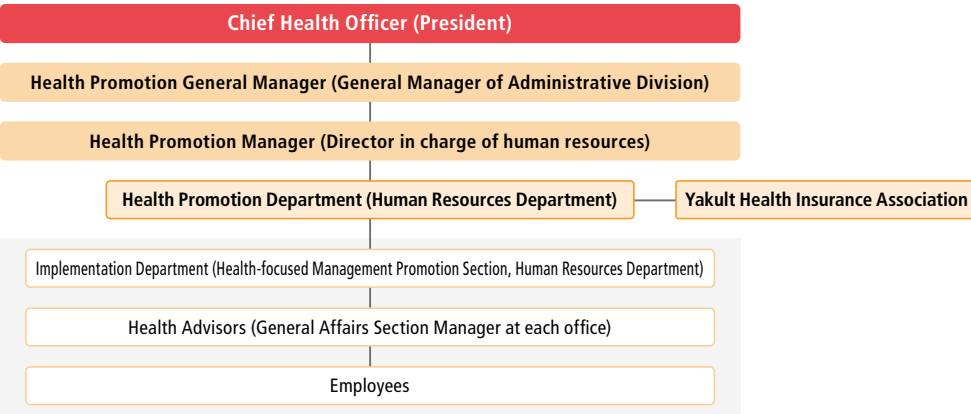 Chief Health Officer (President)
Health Promotion General Manager (General Manager of Administrative Division)
Health Promotion Manager (Director in charge of human resources)
Health Promotion Department (Human Resources Department)
Yakult Health Insurance Association
Implementation Department (Health-focused Management Promotion Section, Human Resources Department)
Health Advisors (General Affairs Section Manager at each office)
Employees